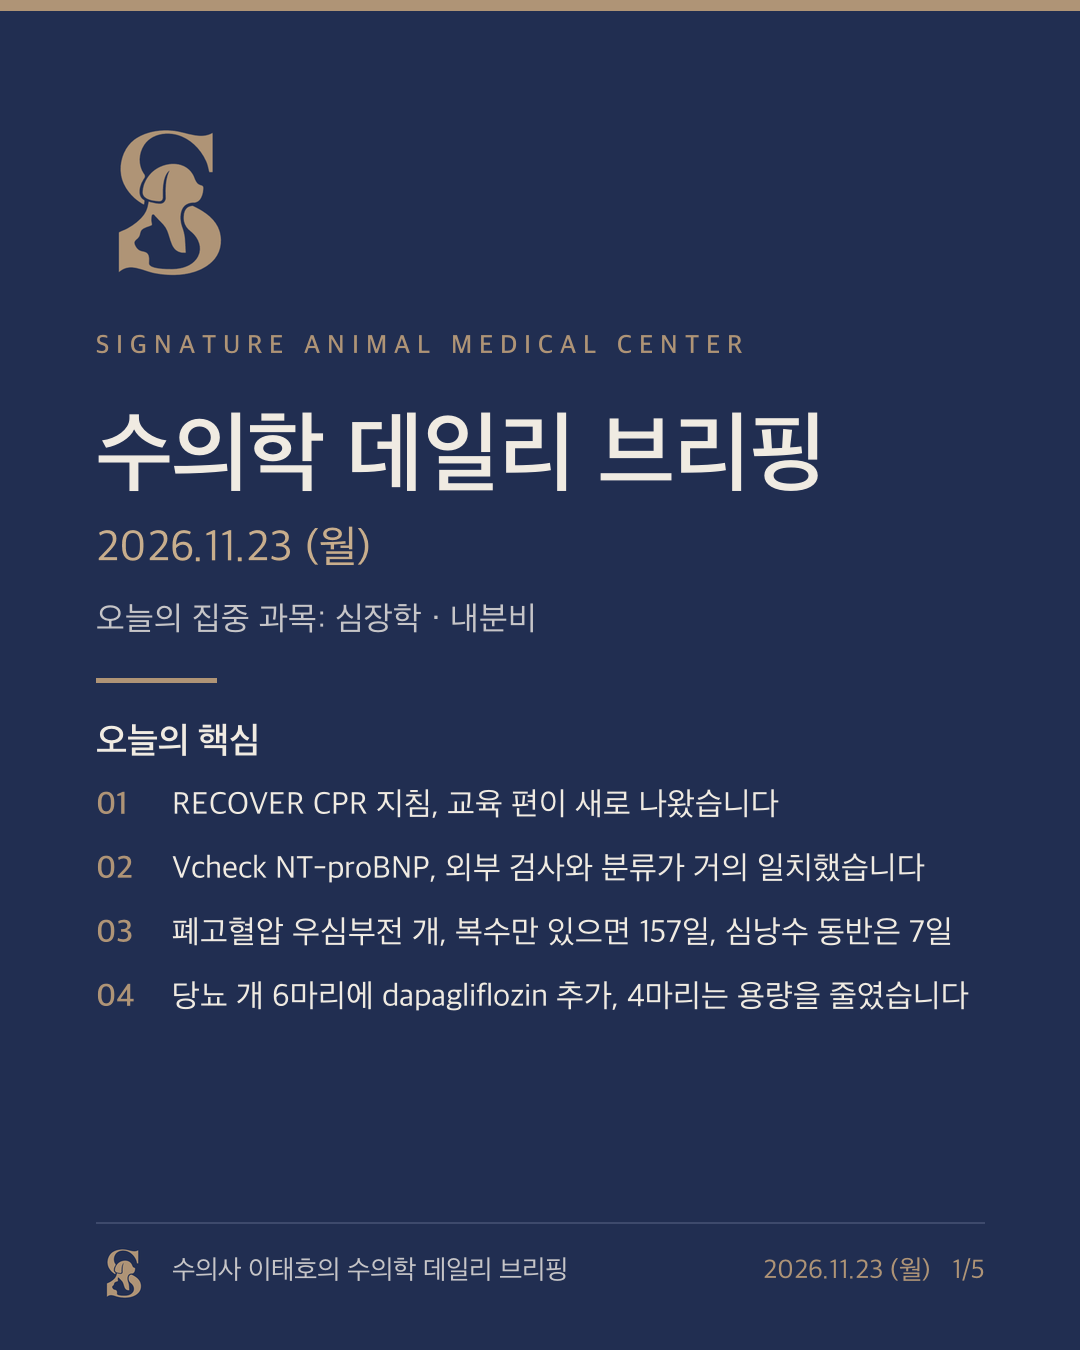 SIGNATURE ANIMAL MEDICAL CENTER
수의학 데일리 브리핑
2026.11.23 (월)
오늘의 집중 과목: 심장학 · 내분비
오늘의 핵심
01 RECOVER CPR 지침, 교육 편이 새로 나왔습니다
02 Vcheck NT-proBNP, 외부 검사와 분류가 거의 일치했습니다
03 폐고혈압 우심부전 개, 복수만 있으면 157일, 심낭수 동반은 7일
04 당뇨 개 6마리에 dapagliflozin 추가, 4마리는 용량을 줄였습니다
수의사 이태호의 수의학 데일리 브리핑 2026.11.23 (월) 1/5